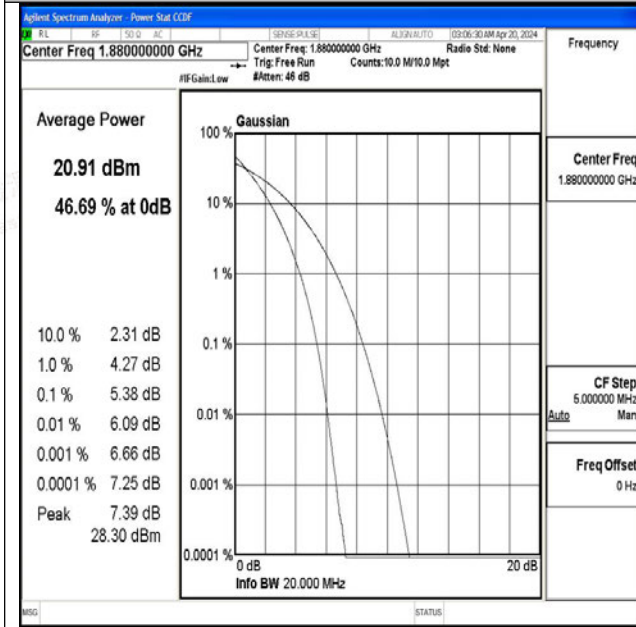 Agilent Spectrum Analyzer - Power Stat CCDF
RL RF 50 Ω AC SENSE:PULSE ALIGN AUTO 03:06:30 AM Apr 20, 2024
Center Freq 1.880000000 GHz
Center Freq: 1.880000000 GHz Radio Std: None
Trig: Free Run Counts:10.0 M/10.0 Mpt
#IFGain:Low #Atten: 46 dB
Frequency
Average Power
20.91 dBm
46.69 % at 0dB
10.0 % 2.31 dB
1.0 % 4.27 dB
0.1 % 5.38 dB
0.01 % 6.09 dB
0.001 % 6.66 dB
0.0001 % 7.25 dB
Peak 7.39 dB
28.30 dBm
Gaussian
100 %
10 %
1 %
0.1 %
0.01 %
0.001 %
0.0001 %
0 dB 20 dB
Info BW 20.000 MHz
Center Freq
1.880000000 GHz
CF Step
5.000000 MHz
Auto Man
Freq Offset
0 Hz
MSG STATUS